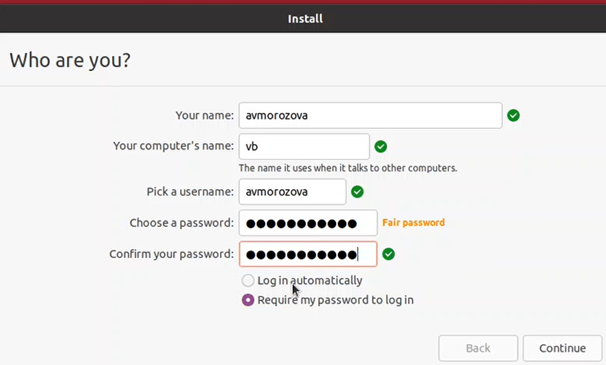 Install
Who are you?
Your name: avmorozova
Your computer's name: vb
The name it uses when it talks to other computers.
Pick a username: avmorozova
Choose a password: ●●●●●●●●●●● Fair password
Confirm your password: ●●●●●●●●●●●
Log in automatically
Require my password to log in
Back Continue